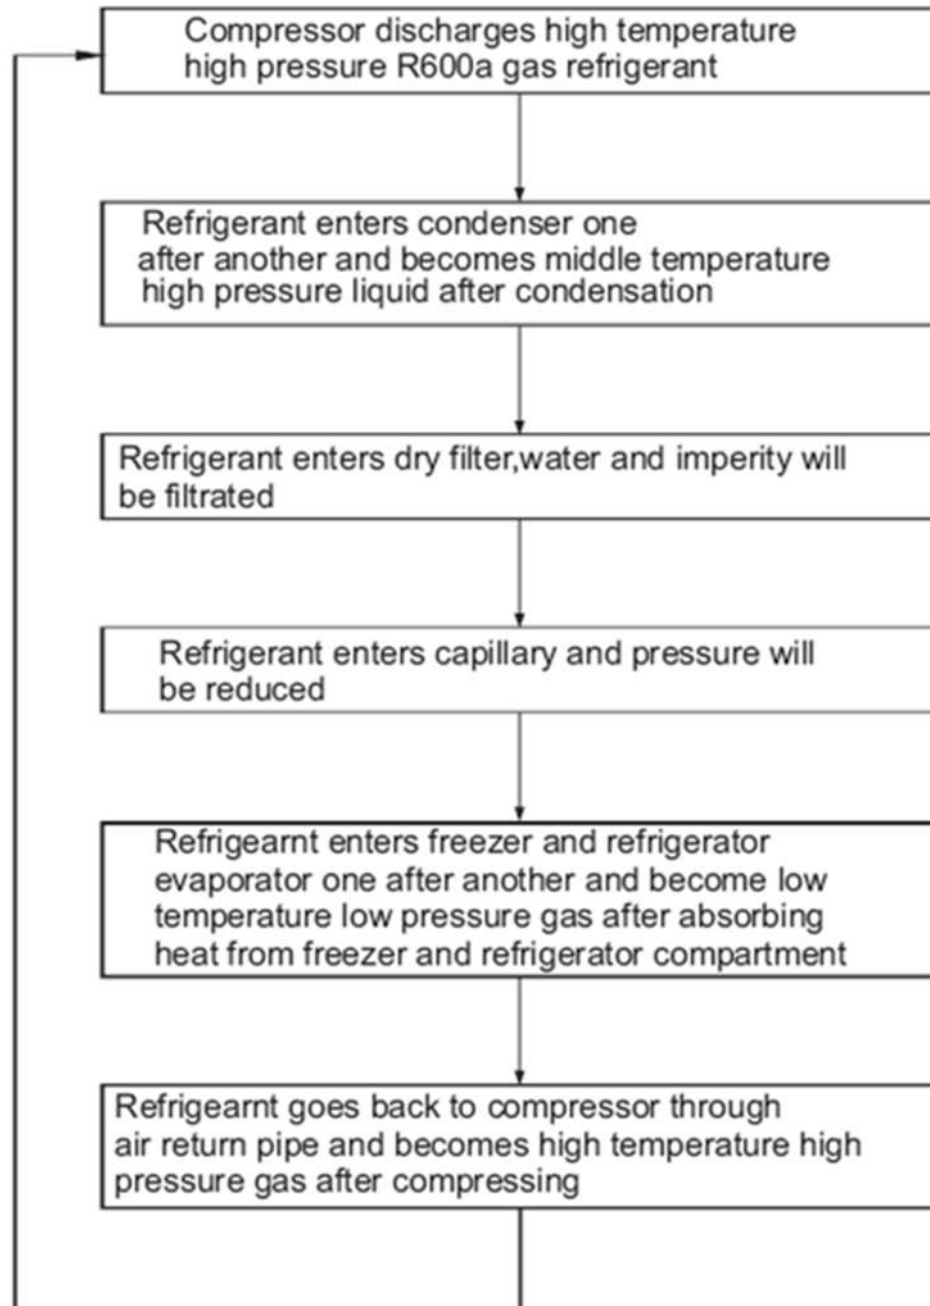 Compressor discharges high temperature
high pressure R600a gas refrigerant
Refrigerant enters condenser one
after another and becomes middle temperature
high pressure liquid after condensation
Refrigerant enters dry filter,water and imperity will
be filtrated
Refrigerant enters capillary and pressure will
be reduced
Refrigearnt enters freezer and refrigerator
evaporator one after another and become low
temperature low pressure gas after absorbing
heat from freezer and refrigerator compartment
Refrigearnt goes back to compressor through
air return pipe and becomes high temperature high
pressure gas after compressing